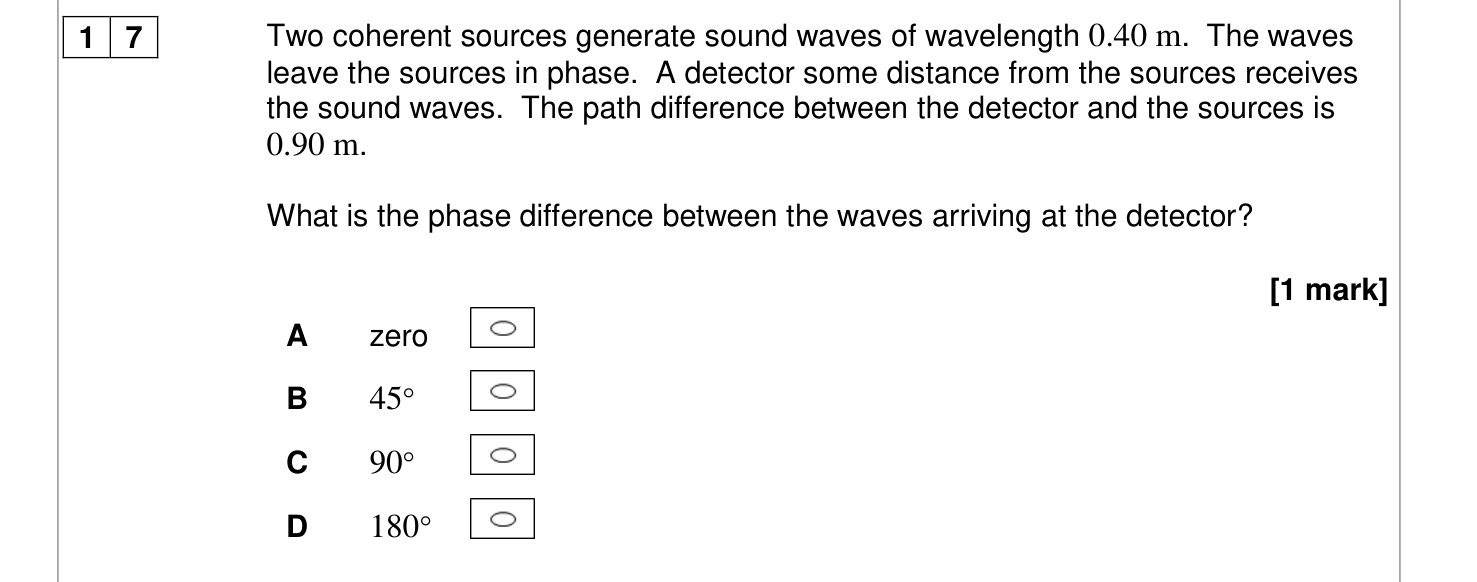 1 7 Two coherent sources generate sound waves of wavelength 0.40 m. The waves
leave the sources in phase. A detector some distance from the sources receives
the sound waves. The path difference between the detector and the sources is
0.90 m.
What is the phase difference between the waves arriving at the detector?
[1 mark]
A zero
B 45°
C 90°
D 180°